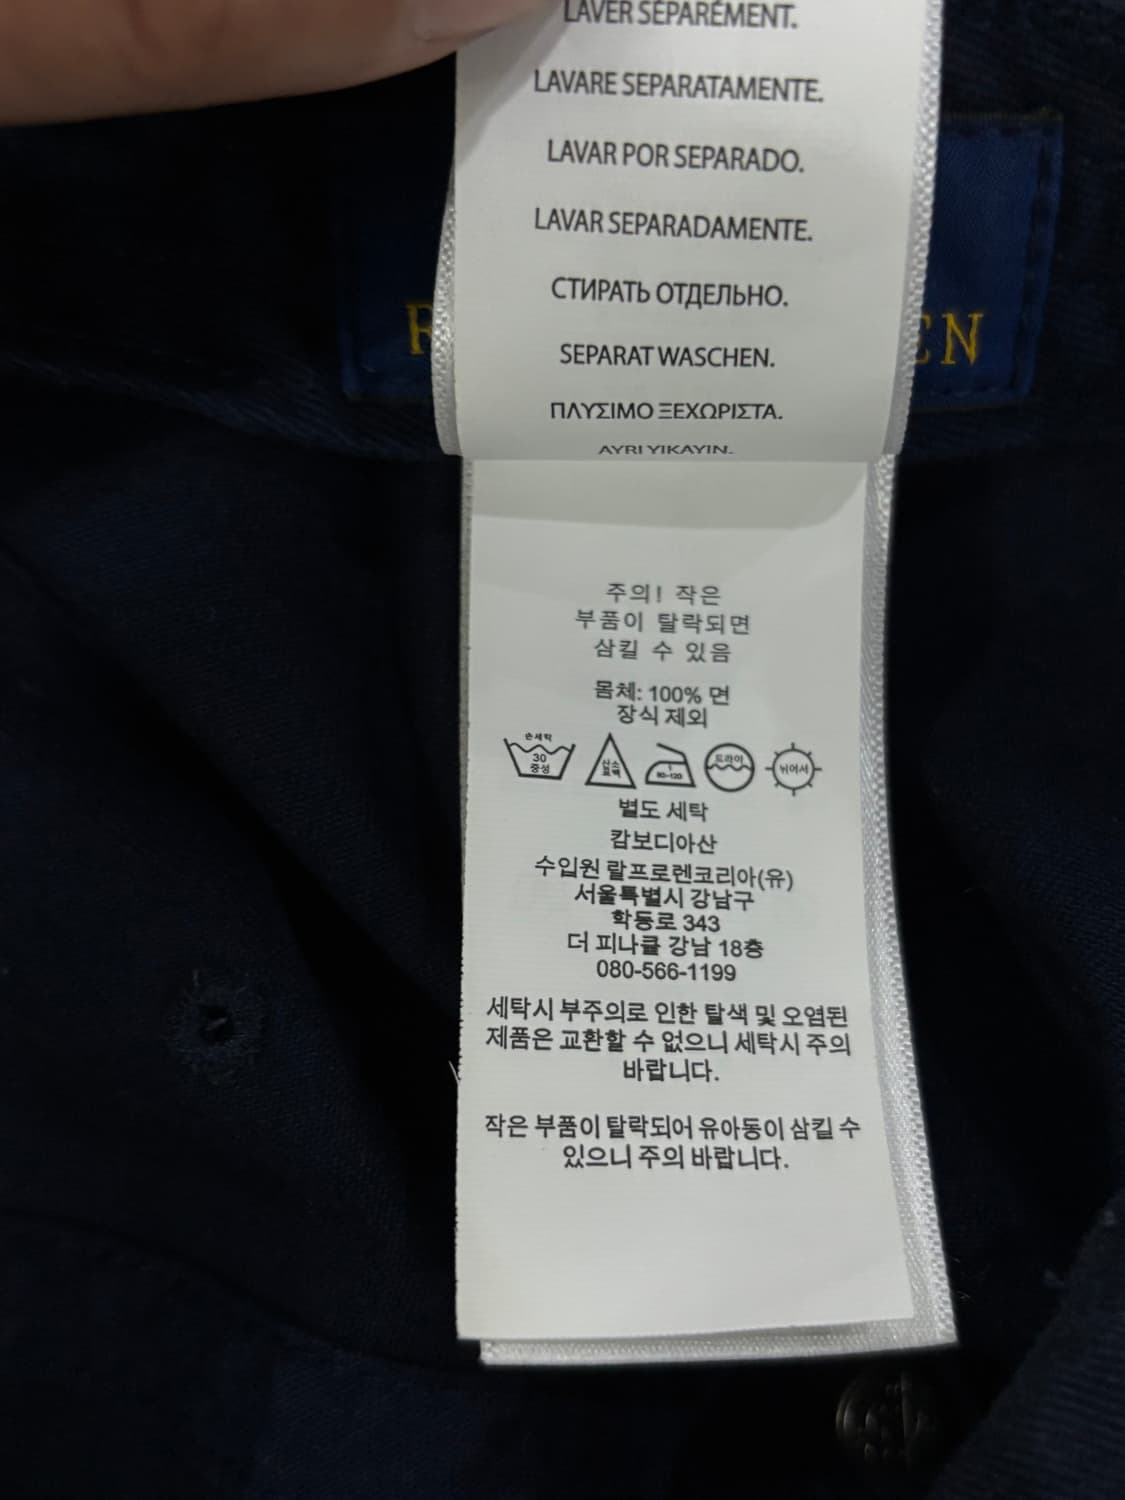 LAVER SÉPARÉMENT.
LAVARE SEPARATAMENTE.
LAVAR POR SEPARADO.
LAVAR SEPARADAMENTE.
СТИРАТЬ ОТДЕЛЬНО.
SEPARAT WASCHEN.
ΠΛΥΣΙΜΟ ΞΕΧΩΡΙΣΤΑ.
AYRI YIKAYIN.
주의! 작은
부품이 탈락되면
삼킬 수 있음
몸체: 100% 면
장식 제외
손세탁 30 중성 산소 표백 1 80~120 드라이 뉘어서
별도 세탁
캄보디아산
수입원 랄프로렌코리아(유)
서울특별시 강남구
학동로 343
더 피나클 강남 18층
080-566-1199
세탁시 부주의로 인한 탈색 및 오염된
제품은 교환할 수 없으니 세탁시 주의
바랍니다.
작은 부품이 탈락되어 유아동이 삼킬 수
있으니 주의 바랍니다.